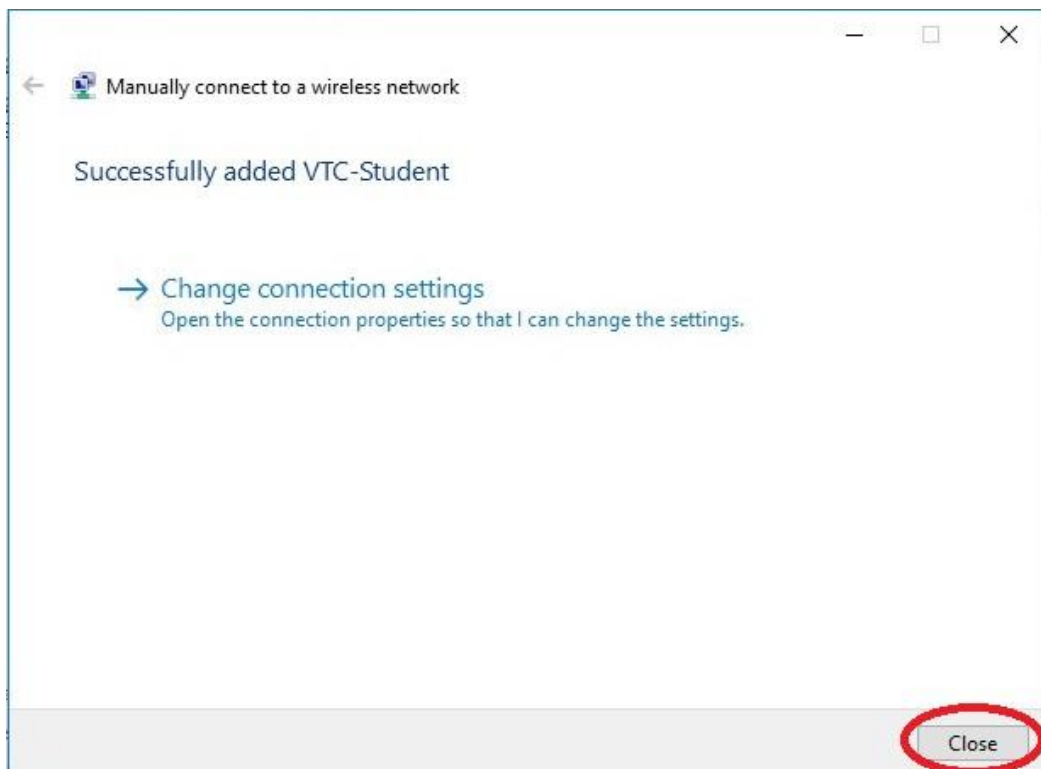 Manually connect to a wireless network
Successfully added VTC-Student
Change connection settings
Open the connection properties so that I can change the settings.
Close